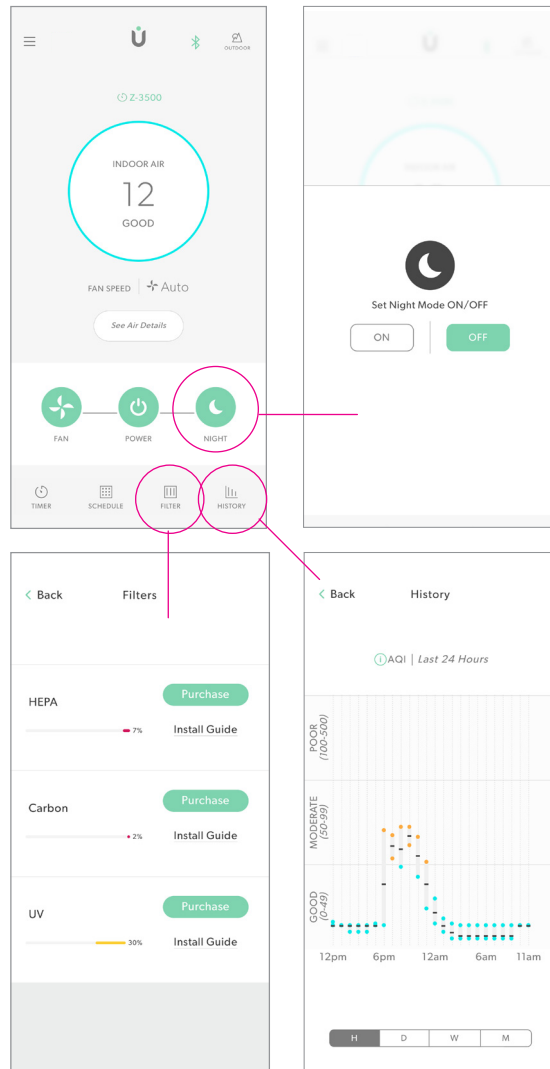 OUTDOOR
Z-3500
INDOOR AIR
12
GOOD
FAN SPEED Auto
See Air Details
FAN
POWER
NIGHT
TIMER
SCHEDULE
FILTER
HISTORY
Set Night Mode ON/OFF
ON
OFF
< Back
Filters
HEPA
Purchase
7%
Install Guide
Carbon
Purchase
2%
Install Guide
UV
Purchase
30%
Install Guide
< Back
History
AQI | Last 24 Hours
POOR
(100-500)
MODERATE
(50-99)
GOOD
(0-49)
12pm 6pm 12am 6am 11am
H D W M